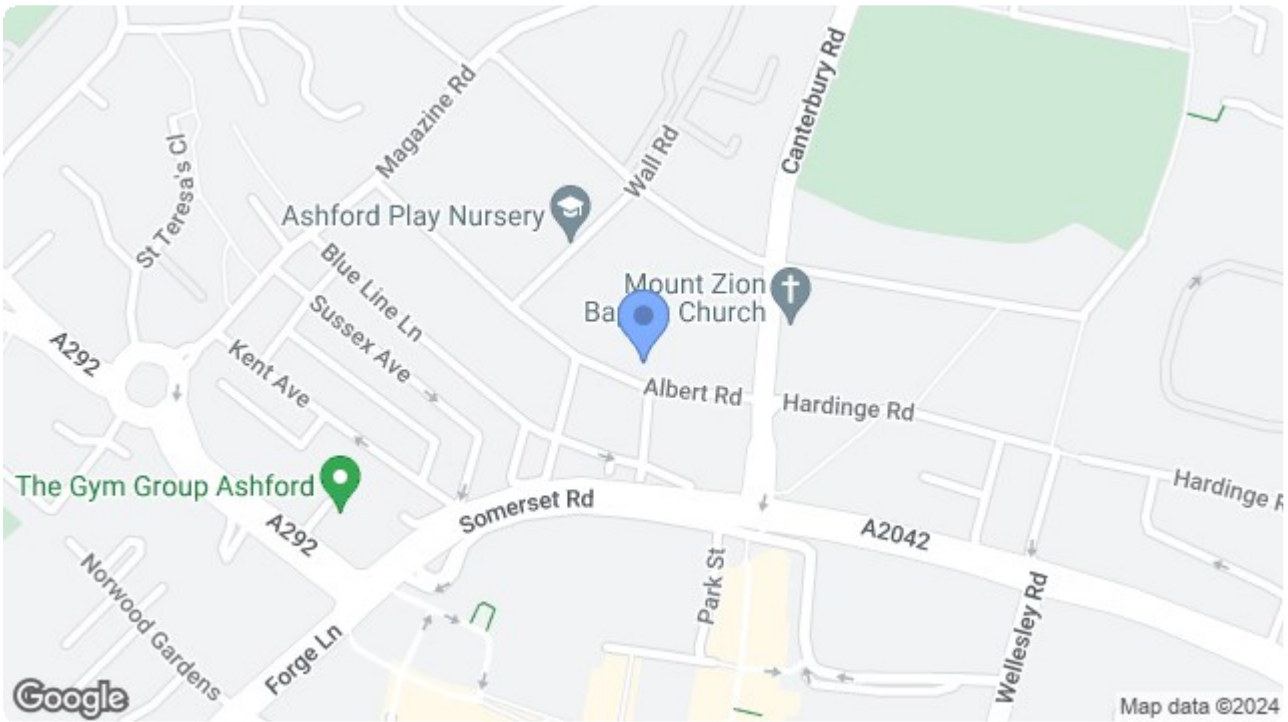 Canterbury Rd
Magazine Rd
St Teresa's Cl
Wall Rd
Ashford Play Nursery
Blue Line Ln
Mount Zion
Church
Sussex Ave
A292
Kent Ave
Albert Rd
Hardinge Rd
The Gym Group Ashford
Hardinge
Somerset Rd
A292
A2042
Park St
Norwood Gardens
Wellesley Rd
Forge Ln
Google
Map data ©2024